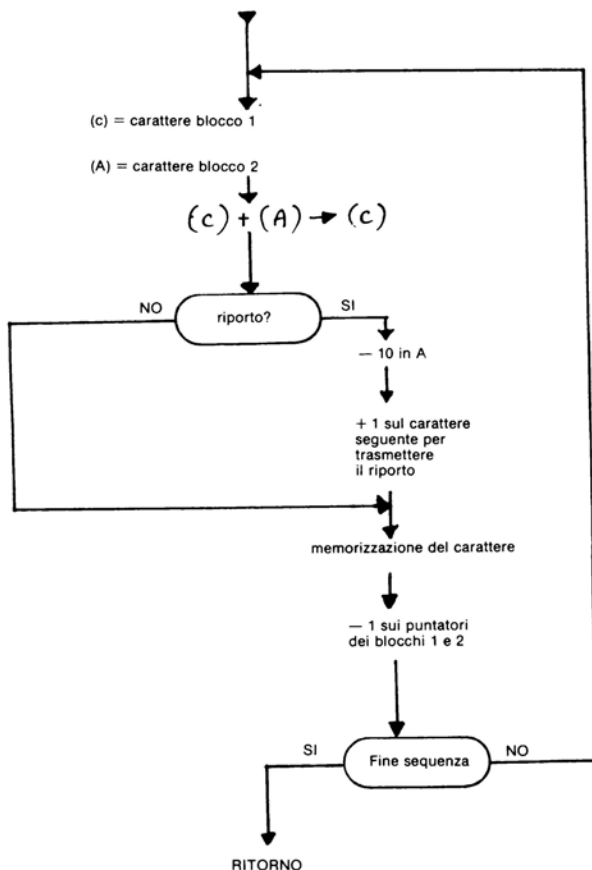 (c) = carattere blocco 1
(A) = carattere blocco 2
(c) + (A) → (c)
NO
riporto?
SI
— 10 in A
+ 1 sul carattere
seguente per
trasmettere
il riporto
memorizzazione del carattere
— 1 sui puntatori
dei blocchi 1 e 2
SI
Fine sequenza
NO
RITORNO